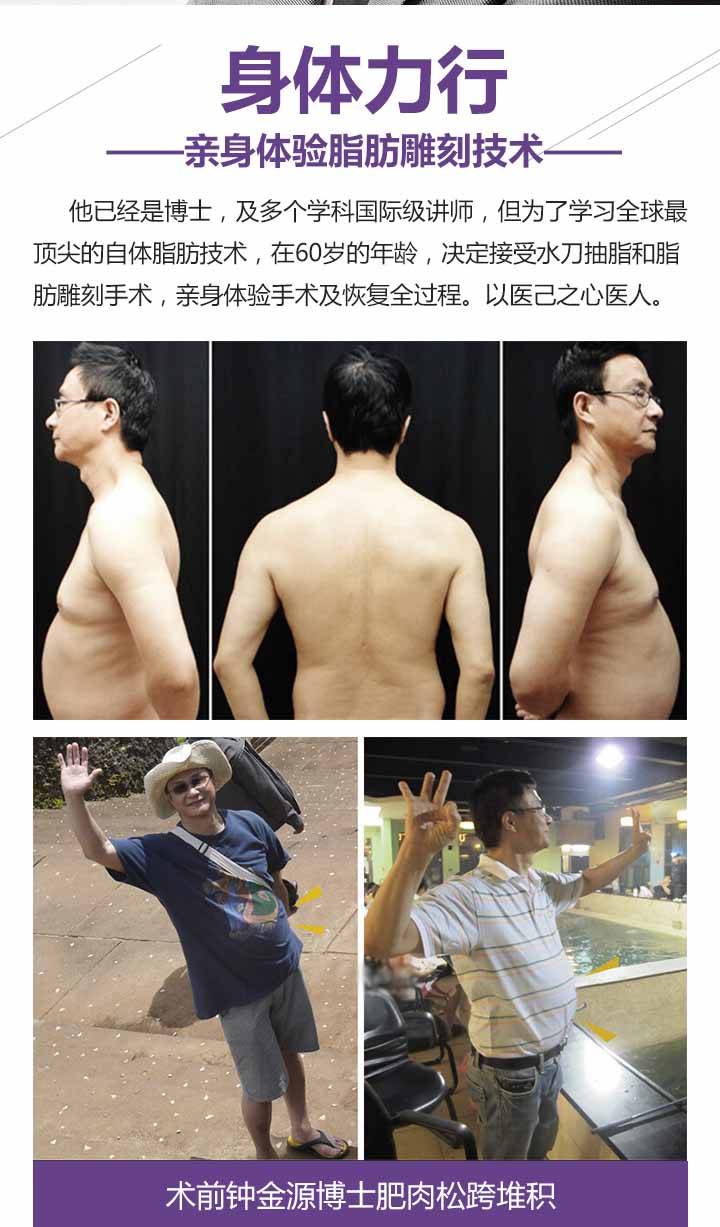 身体力行
亲身体验脂肪雕刻技术
他已经是博士，及多个学科国际级讲师，但为了学习全球最
顶尖的自体脂肪技术，在60岁的年龄，决定接受水刀抽脂和脂
肪雕刻手术，亲身体验手术及恢复全过程。以医己之心医人。
术前钟金源博士肥肉松跨堆积